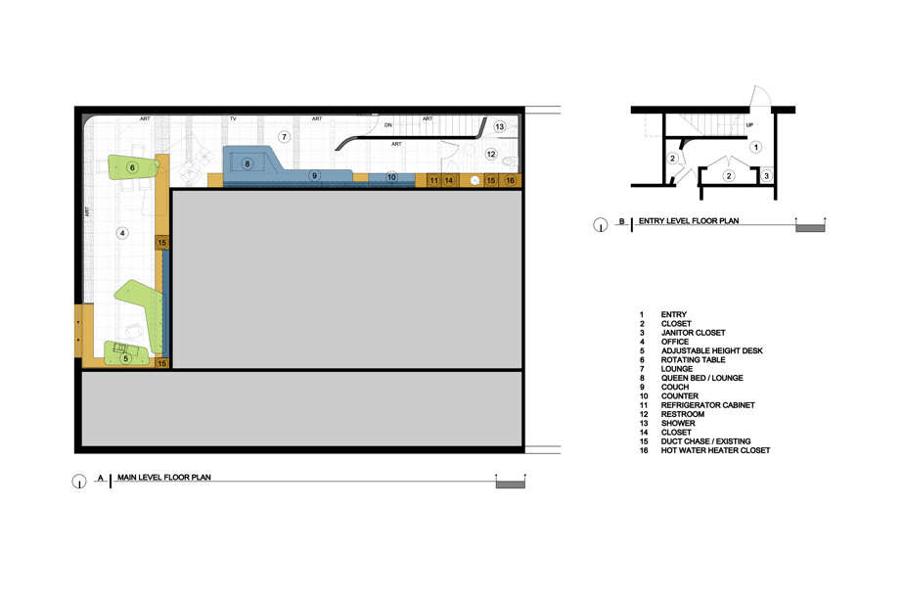 ART TV ART DN ART
13
7 ART 12
8
6 9 10 11 14 15 16
ART
4
15
5 15
A MAIN LEVEL FLOOR PLAN
UP
1
2
2 3
B ENTRY LEVEL FLOOR PLAN
1 ENTRY
2 CLOSET
3 JANITOR CLOSET
4 OFFICE
5 ADJUSTABLE HEIGHT DESK
6 ROTATING TABLE
7 LOUNGE
8 QUEEN BED / LOUNGE
9 COUCH
10 COUNTER
11 REFRIGERATOR CABINET
12 RESTROOM
13 SHOWER
14 CLOSET
15 DUCT CHASE / EXISTING
16 HOT WATER HEATER CLOSET